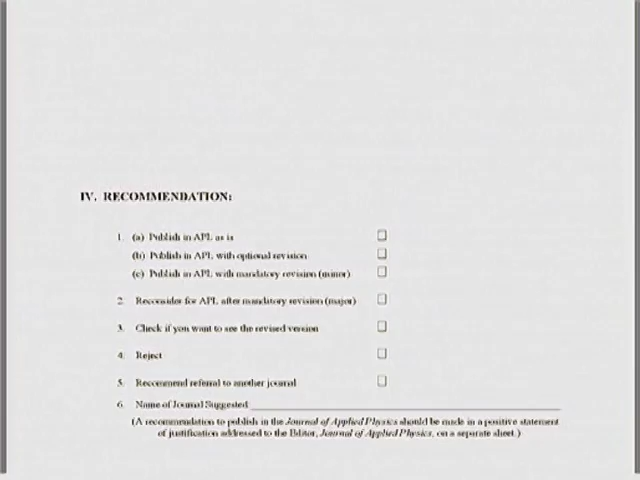 IV. RECOMMENDATION:
1. (a) Publish in APL as is
(b) Publish in APL with optional revision
(c) Publish in APL with mandatory revision (minor)
2. Reconsider for APL after mandatory revision (major)
3. Check if you want to see the revised version
4. Reject
5. Recommend referral to another journal
6. Name of Journal Suggested
(A recommendation to publish in the Journal of Applied Physics should be made in a positive statement
of justification addressed to the Editor, Journal of Applied Physics, on a separate sheet.)